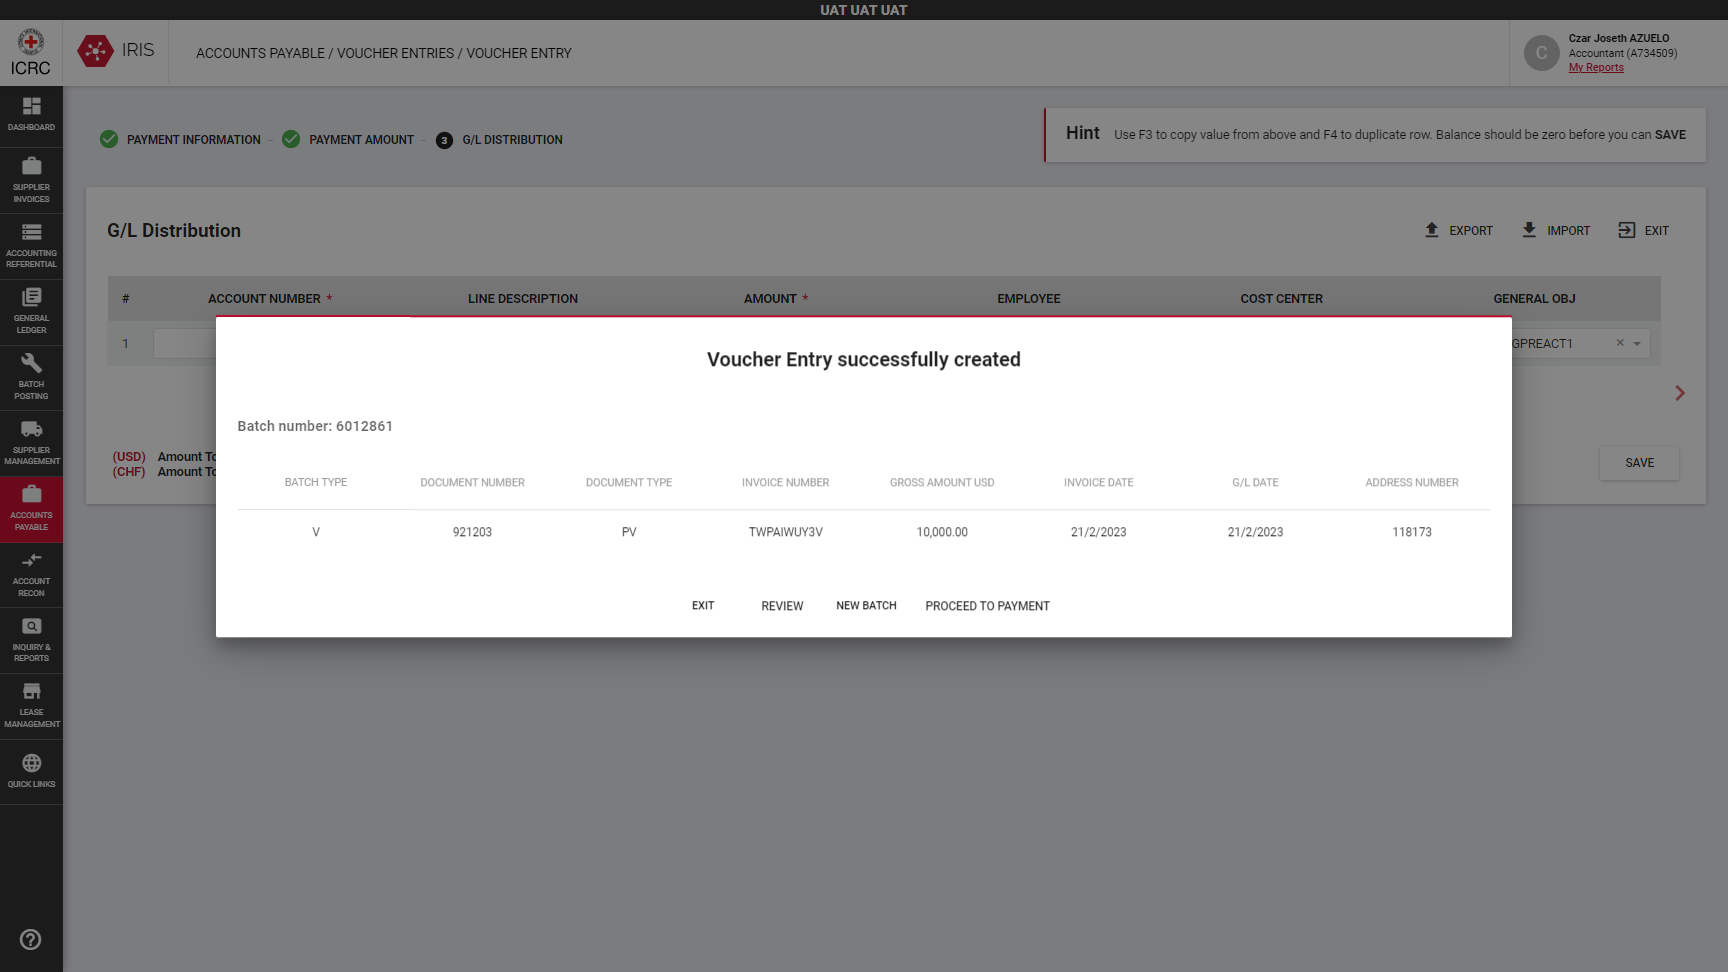 UAT UAT UAT
ICRC
IRIS
ACCOUNTS PAYABLE / VOUCHER ENTRIES / VOUCHER ENTRY
C
Czar Joseth AZUELO
Accountant (A734509)
My Reports
DASHBOARD
SUPPLIER
INVOICES
ACCOUNTING
REFERENTIAL
GENERAL
LEDGER
BATCH
POSTING
SUPPLIER
MANAGEMENT
ACCOUNTS
PAYABLE
ACCOUNT
RECON
INQUIRY &
REPORTS
LEASE
MANAGEMENT
QUICK LINKS
PAYMENT INFORMATION – PAYMENT AMOUNT – 3 G/L DISTRIBUTION
Hint Use F3 to copy value from above and F4 to duplicate row. Balance should be zero before you can SAVE
G/L Distribution
EXPORT IMPORT EXIT
# ACCOUNT NUMBER * LINE DESCRIPTION AMOUNT * EMPLOYEE COST CENTER GENERAL OBJ
1 GPREACT1 ×
(USD) Amount To
(CHF) Amount To
SAVE
Voucher Entry successfully created
Batch number: 6012861
BATCH TYPE DOCUMENT NUMBER DOCUMENT TYPE INVOICE NUMBER GROSS AMOUNT USD INVOICE DATE G/L DATE ADDRESS NUMBER
V 921203 PV TWPAIWUY3V 10,000.00 21/2/2023 21/2/2023 118173
EXIT REVIEW NEW BATCH PROCEED TO PAYMENT